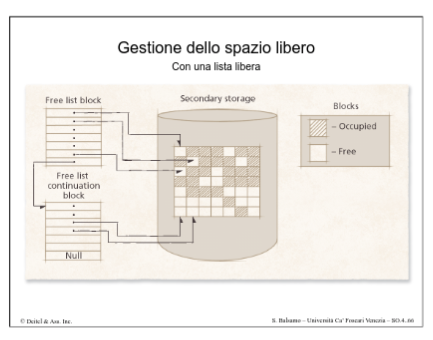 Gestione dello spazio libero
Con una lista libera
Free list block
Secondary storage
Blocks
– Occupied
– Free
Free list
continuation
block
Null
© Deitel & Ass. Inc.
S. Balsamo – Università Ca' Foscari Venezia – SO.4.66